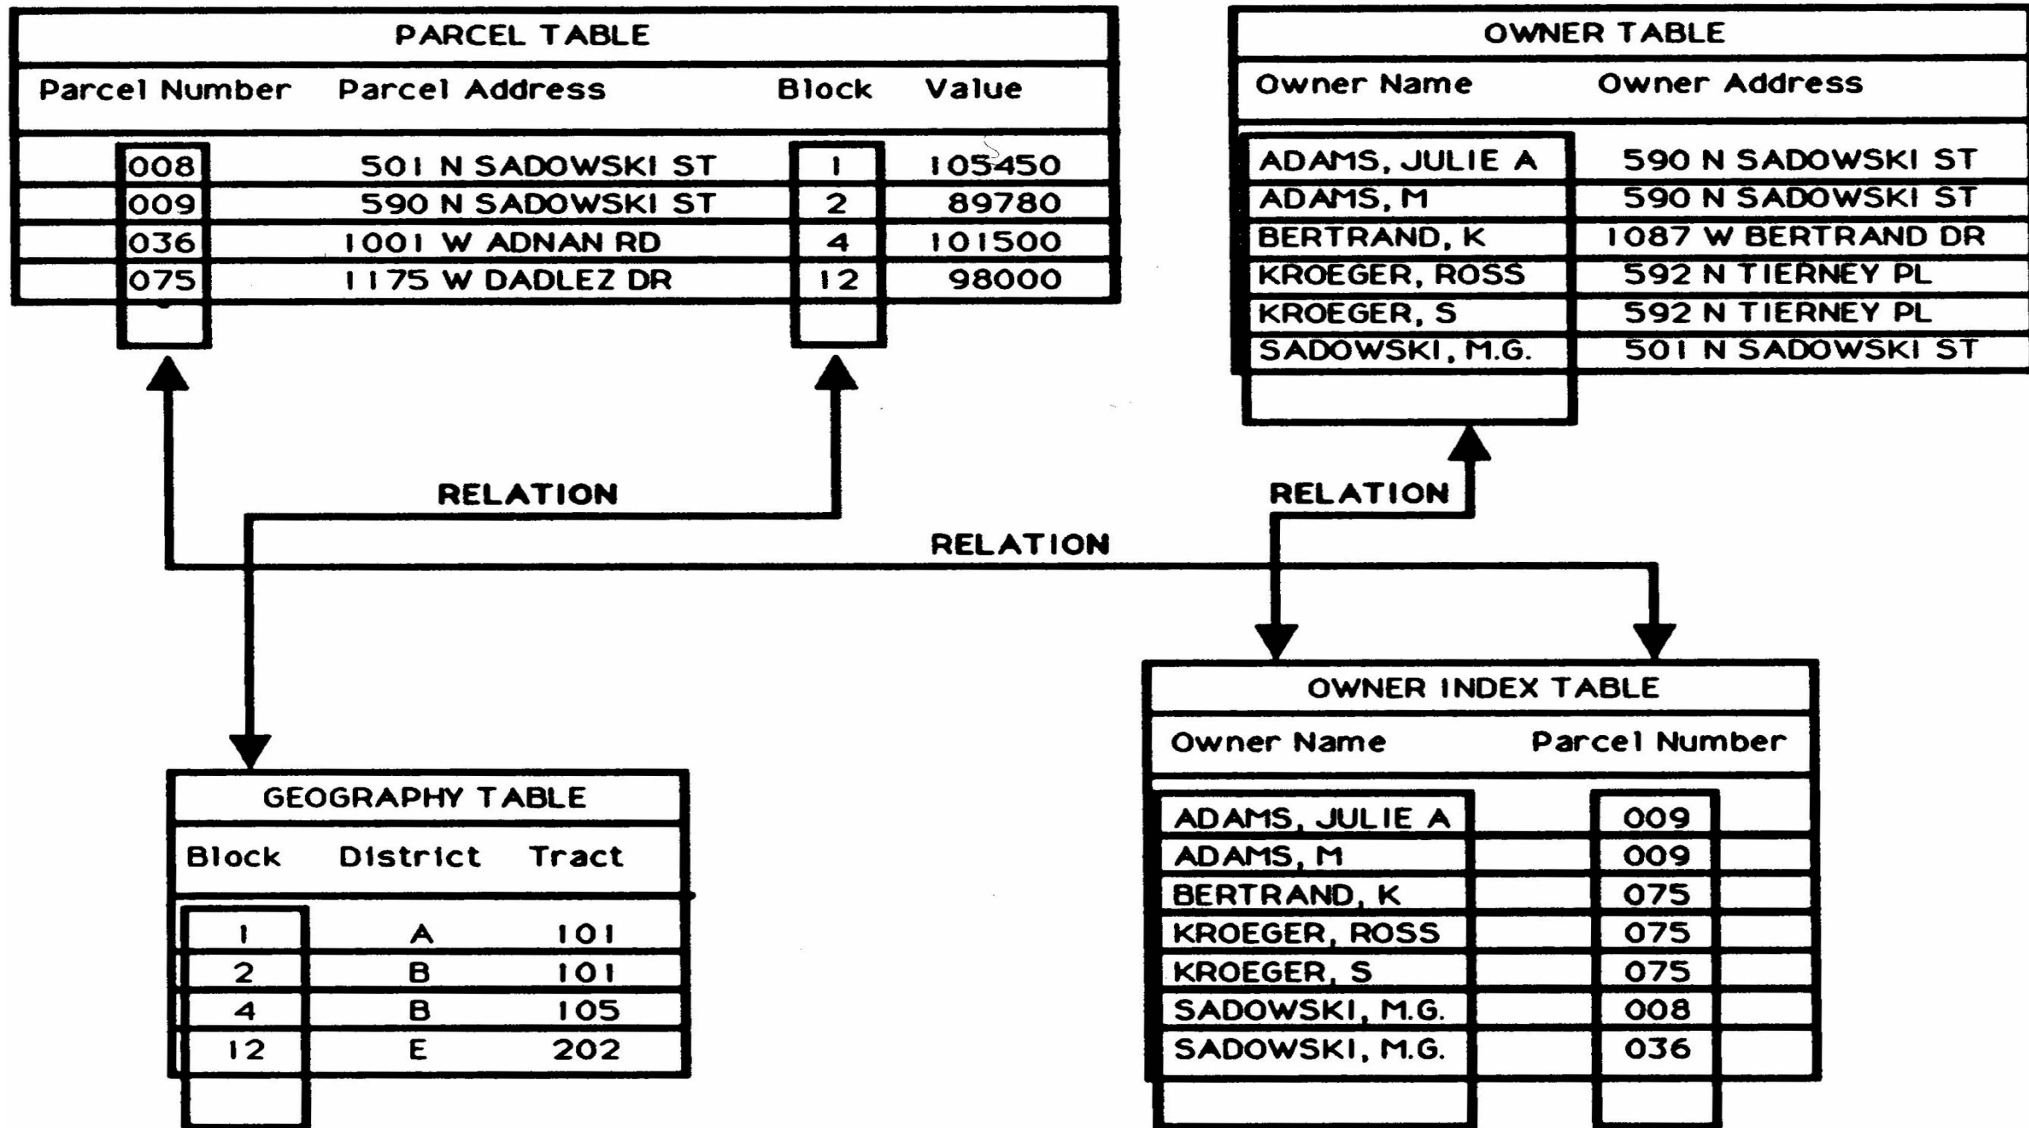 PARCEL TABLE
Parcel Number Parcel Address Block Value
008 501 N SADOWSKI ST 1 105450
009 590 N SADOWSKI ST 2 89780
036 1001 W ADNAN RD 4 101500
075 1175 W DADLEZ DR 12 98000
OWNER TABLE
Owner Name Owner Address
ADAMS, JULIE A 590 N SADOWSKI ST
ADAMS, M 590 N SADOWSKI ST
BERTRAND, K 1087 W BERTRAND DR
KROEGER, ROSS 592 N TIERNEY PL
KROEGER, S 592 N TIERNEY PL
SADOWSKI, M.G. 501 N SADOWSKI ST
RELATION
RELATION
RELATION
GEOGRAPHY TABLE
Block District Tract
1 A 101
2 B 101
4 B 105
12 E 202
OWNER INDEX TABLE
Owner Name Parcel Number
ADAMS, JULIE A 009
ADAMS, M 009
BERTRAND, K 075
KROEGER, ROSS 075
KROEGER, S 075
SADOWSKI, M.G. 008
SADOWSKI, M.G. 036